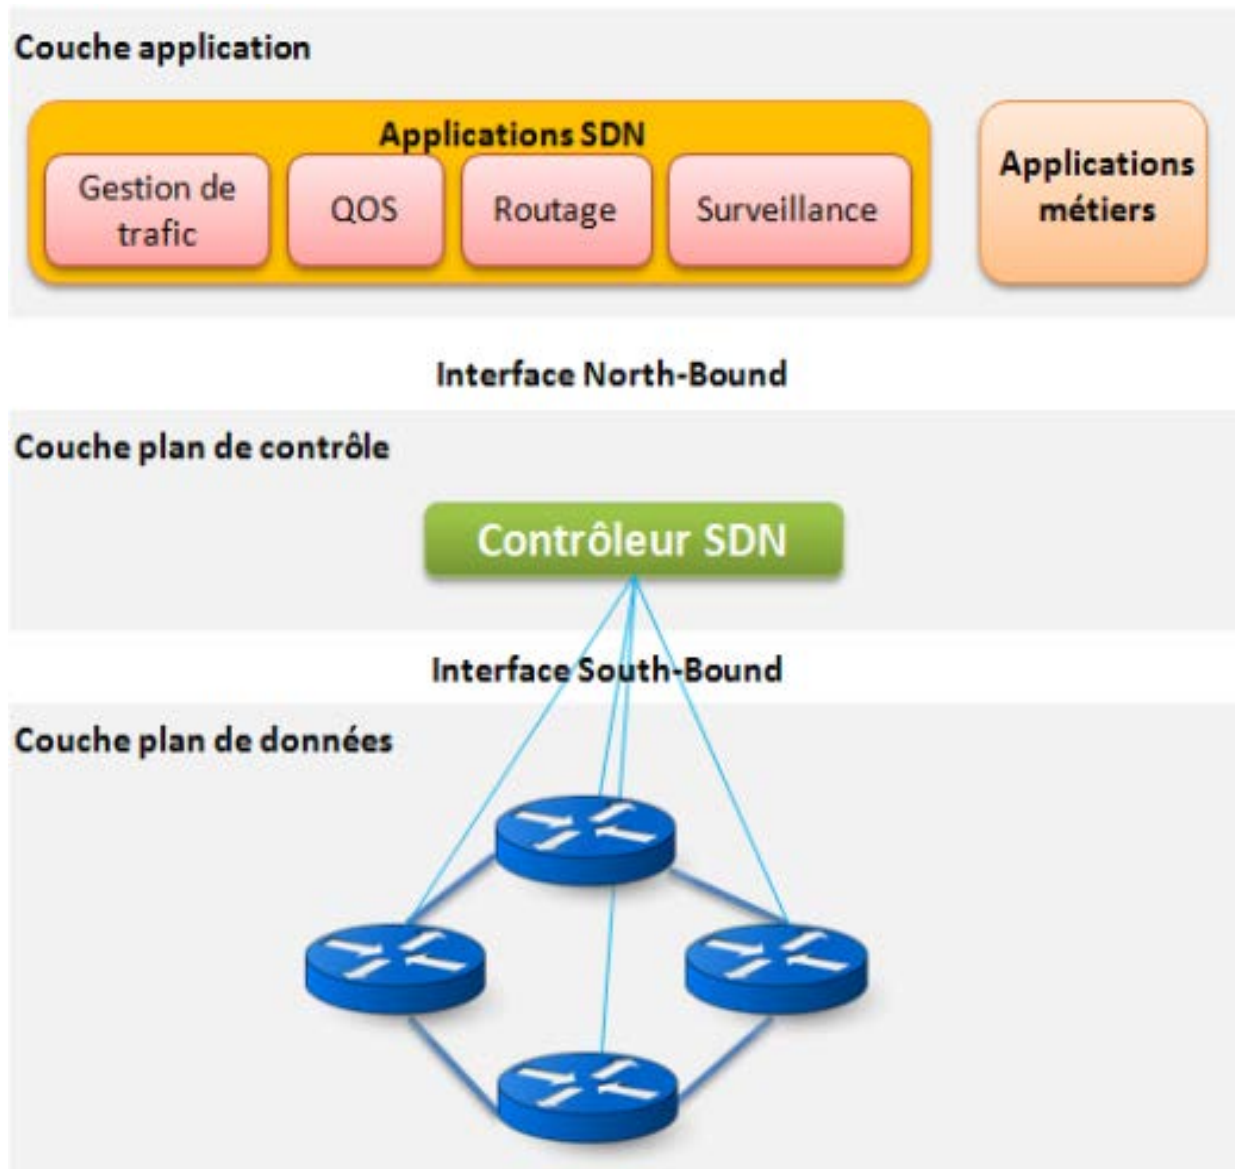 Couche application
Applications SDN
Gestion de
trafic
QOS
Routage
Surveillance
Applications
métiers
Interface North-Bound
Couche plan de contrôle
Contrôleur SDN
Interface South-Bound
Couche plan de données